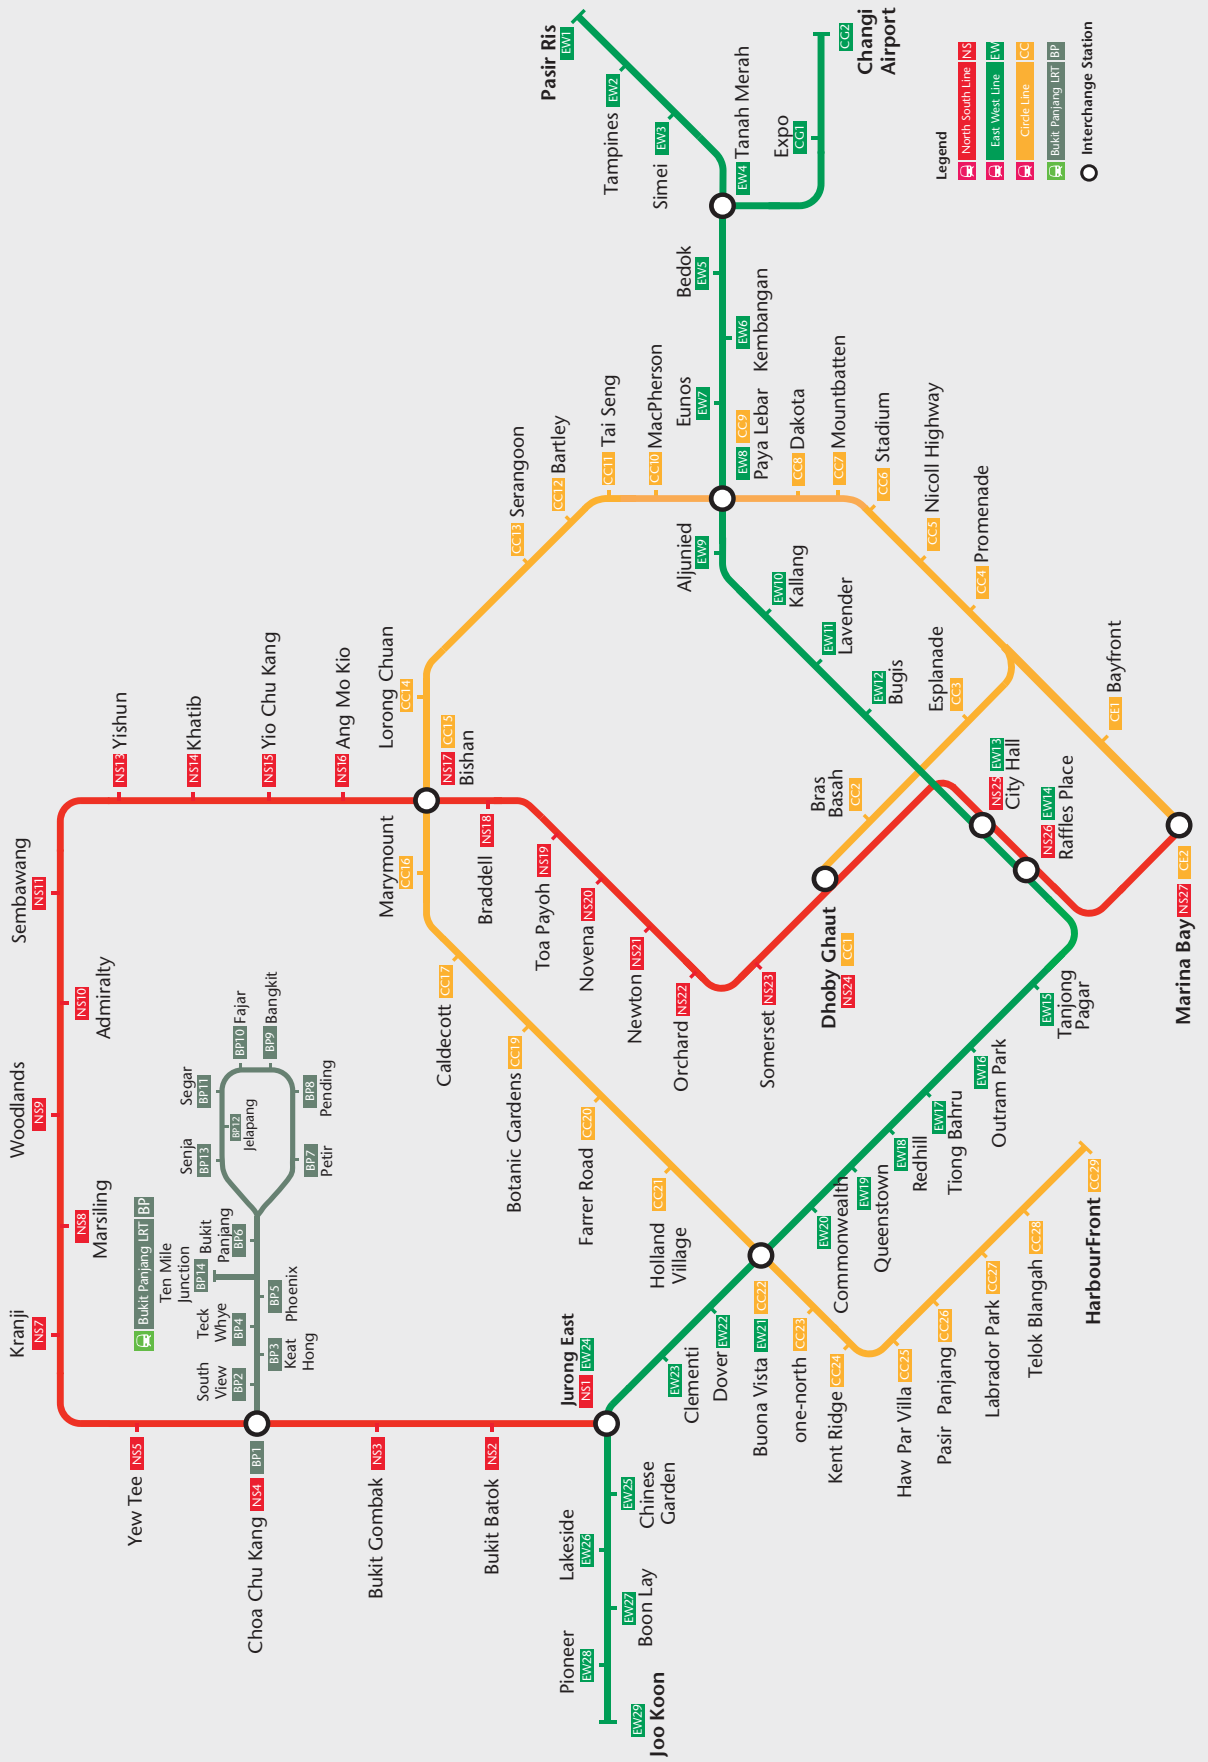 Kranji
NS7
Marsiling
NS8
Woodlands
NS9
Admiralty
NS10
Sembawang
NS11
NS13 Yishun
NS14 Khatib
NS15 Yio Chu Kang
NS16 Ang Mo Kio
NS17 CC15
Bishan
Braddell
NS18
Toa Payoh NS19
Novena NS20
Newton NS21
Orchard NS22
Somerset NS23
Dhoby Ghaut
NS24 CC1
NS25 EW13
City Hall
NS26 EW14
Raffles Place
Marina Bay NS27 CE2
Yew Tee NS5
Choa Chu Kang NS4 BP1
Bukit Gombak NS3
Bukit Batok NS2
Jurong East
NS1 EW24
Bukit Panjang LRT BP
South
View
BP2
BP3
Keat
Hong
Teck
Whye
BP4
BP5
Phoenix
Ten Mile
Junction
BP14
Bukit
Panjang
BP6
BP7
Petir
BP8
Pending
BP9
Bangkit
BP10 Fajar
Segar
BP11
BP12
Jelapang
Senja
BP13
Pasir Ris
EW1
Tampines EW2
Simei EW3
EW4 Tanah Merah
Expo
CG1
CG2
Changi
Airport
Bedok
EW5
EW6
Kembangan
Eunos
EW7
EW8 CC9
Paya Lebar
Aljunied
EW9
EW10
Kallang
EW11
Lavender
EW12
Bugis
EW15
Tanjong
Pagar
EW16
Outram Park
EW17
Tiong Bahru
EW18
Redhill
EW19
Queenstown
EW20
Commonwealth
Buona Vista EW21 CC22
Dover EW22
EW23
Clementi
EW25
Chinese
Garden
Lakeside
EW26
EW27
Boon Lay
Pioneer
EW28
EW29
Joo Koon
Bras
Basah
CC2
Esplanade
CC3
CC4 Promenade
CC5 Nicoll Highway
CC6 Stadium
CC7 Mountbatten
CC8 Dakota
CC10 MacPherson
CC11 Tai Seng
CC12 Bartley
CC13 Serangoon
Lorong Chuan
CC14
Marymount
CC16
Caldecott CC17
Botanic Gardens CC19
Farrer Road CC20
CC21
Holland
Village
one-north CC23
Kent Ridge CC24
Haw Par Villa CC25
Pasir Panjang CC26
Labrador Park CC27
Telok Blangah CC28
HarbourFront CC29
CE1 Bayfront
Legend
North South Line NS
East West Line EW
Circle Line CC
Bukit Panjang LRT BP
Interchange Station